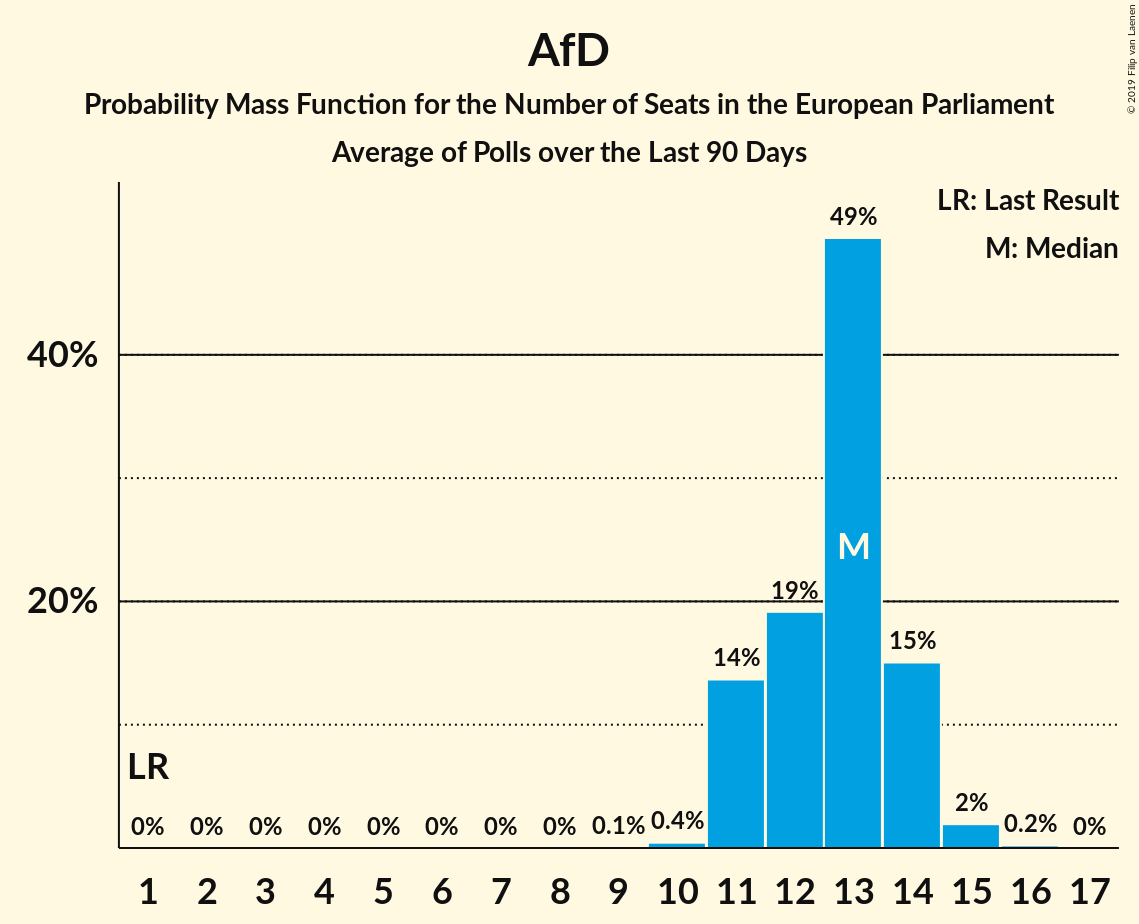 AfD
Probability Mass Function for the Number of Seats in the European Parliament
Average of Polls over the Last 90 Days
© 2019 Filip van Laenen
LR: Last Result
M: Median
49%
40%
M
20%
19%
15%
14%
LR
0% 0% 0% 0% 0% 0% 0% 0% 0.1% 0.4% 2% 0.2% 0%
1 2 3 4 5 6 7 8 9 10 11 12 13 14 15 16 17